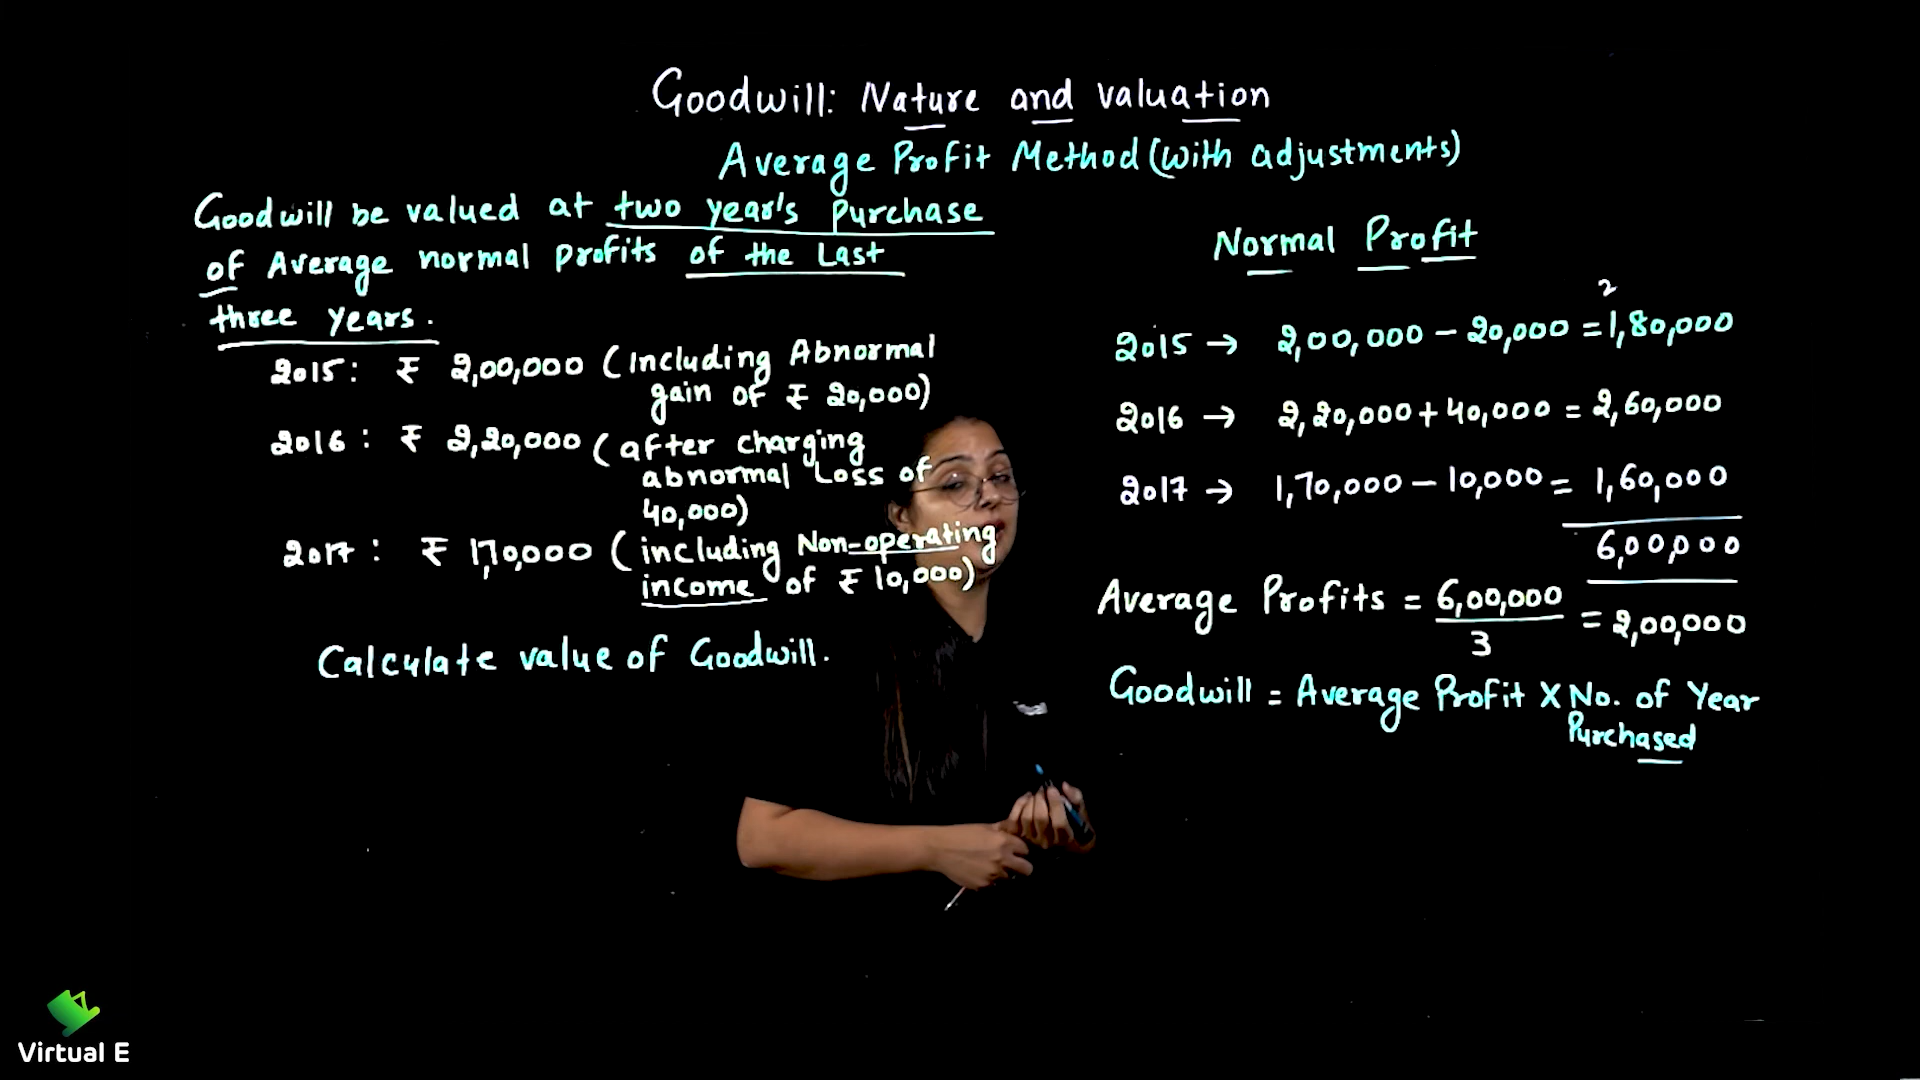 Goodwill: Nature and valuation
Average Profit Method (with adjustments)
Goodwill be valued at two year's Purchase
of Average normal profits of the Last
three years.
2015: ₹ 2,00,000 (Including Abnormal
gain of ₹ 20,000)
2016: ₹ 2,20,000 (after charging
abnormal Loss of
40,000)
2017: ₹ 1,70,000 (including Non-operating
income of ₹ 10,000)
Calculate value of Goodwill.
Normal Profit
2
2015 → 2,00,000 - 20,000 = 1,80,000
2016 → 2,20,000 + 40,000 = 2,60,000
2017 → 1,70,000 - 10,000 = 1,60,000
6,00,000
Average Profits = 6,00,000 / 3 = 2,00,000
Goodwill = Average Profit X No. of Year
Purchased
Virtual E